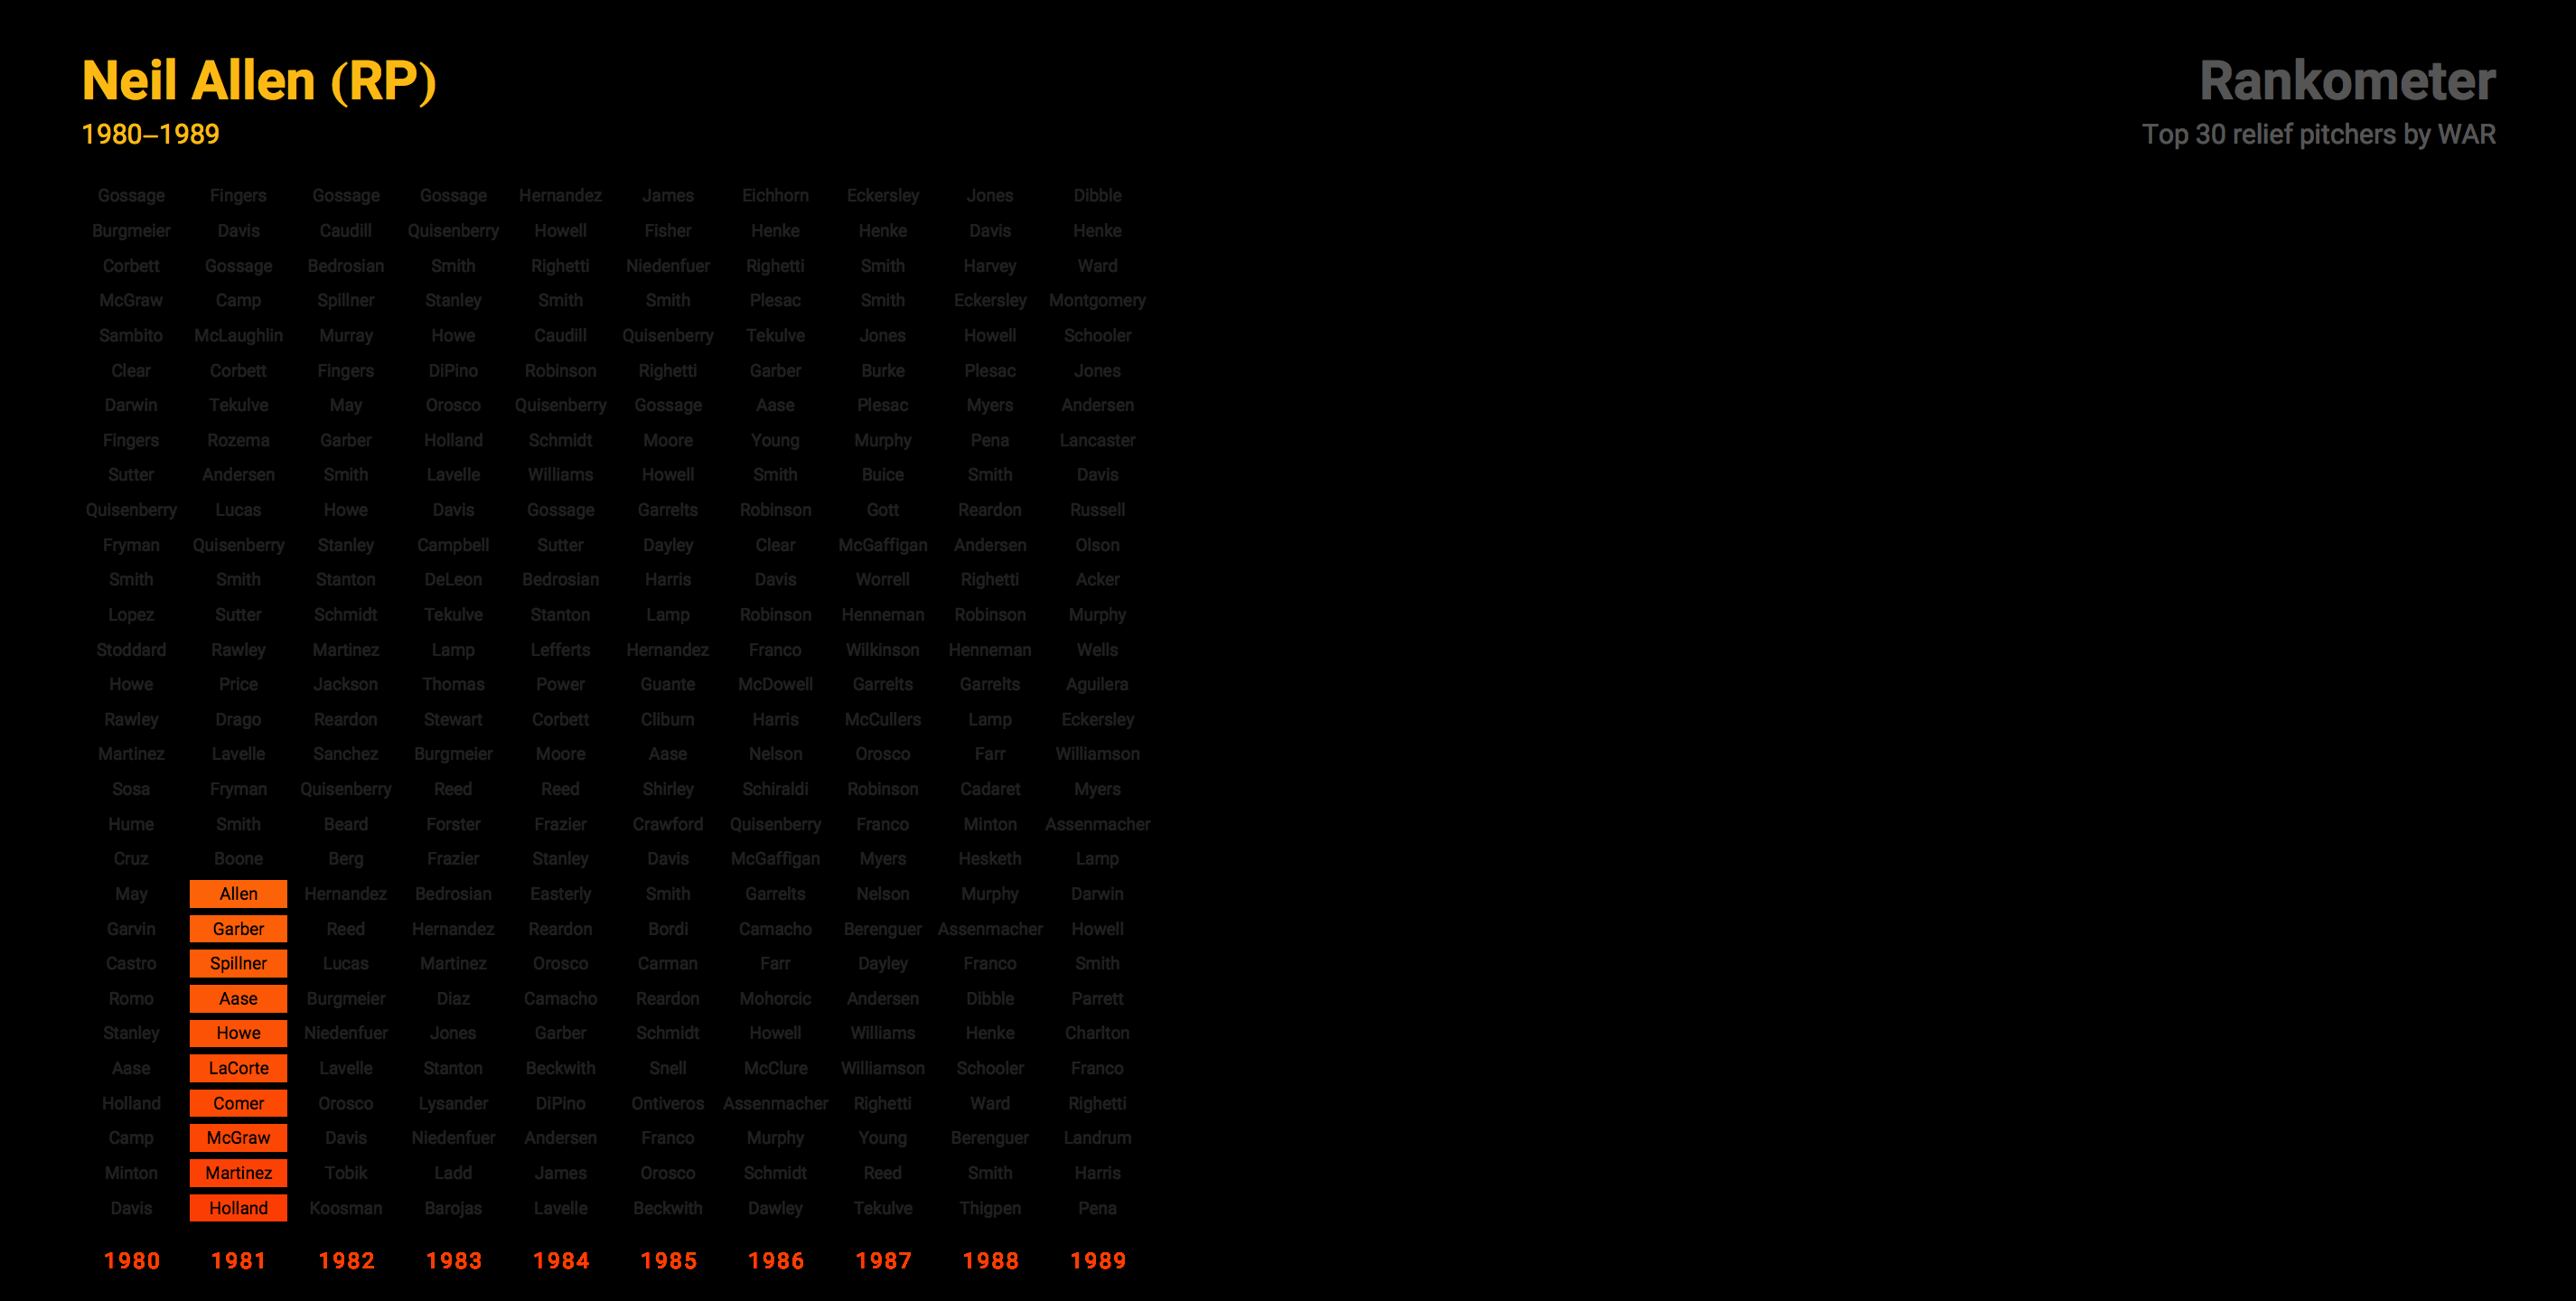 Neil Allen (RP)
1980–1989
Rankometer
Top 30 relief pitchers by WAR
Gossage Fingers Gossage Gossage Hernandez James Eichhorn Eckersley Jones Dibble
Burgmeier Davis Caudill Quisenberry Howell Fisher Henke Henke Davis Henke
Corbett Gossage Bedrosian Smith Righetti Niedenfuer Righetti Smith Harvey Ward
McGraw Camp Spillner Stanley Smith Smith Plesac Smith Eckersley Montgomery
Sambito McLaughlin Murray Howe Caudill Quisenberry Tekulve Jones Howell Schooler
Clear Corbett Fingers DiPino Robinson Righetti Garber Burke Plesac Jones
Darwin Tekulve May Orosco Quisenberry Gossage Aase Plesac Myers Andersen
Fingers Rozema Garber Holland Schmidt Moore Young Murphy Pena Lancaster
Sutter Andersen Smith Lavelle Williams Howell Smith Buice Smith Davis
Quisenberry Lucas Howe Davis Gossage Garrelts Robinson Gott Reardon Russell
Fryman Quisenberry Stanley Campbell Sutter Dayley Clear McGaffigan Andersen Olson
Smith Smith Stanton DeLeon Bedrosian Harris Davis Worrell Righetti Acker
Lopez Sutter Schmidt Tekulve Stanton Lamp Robinson Henneman Robinson Murphy
Stoddard Rawley Martinez Lamp Lefferts Hernandez Franco Wilkinson Henneman Wells
Howe Price Jackson Thomas Power Guante McDowell Garrelts Garrelts Aguilera
Rawley Drago Reardon Stewart Corbett Cliburn Harris McCullers Lamp Eckersley
Martinez Lavelle Sanchez Burgmeier Moore Aase Nelson Orosco Farr Williamson
Sosa Fryman Quisenberry Reed Reed Shirley Schiraldi Robinson Cadaret Myers
Hume Smith Beard Forster Frazier Crawford Quisenberry Franco Minton Assenmacher
Cruz Boone Berg Frazier Stanley Davis McGaffigan Myers Hesketh Lamp
May Allen Hernandez Bedrosian Easterly Smith Garrelts Nelson Murphy Darwin
Garvin Garber Reed Hernandez Reardon Bordi Camacho Berenguer Assenmacher Howell
Castro Spillner Lucas Martinez Orosco Carman Farr Dayley Franco Smith
Romo Aase Burgmeier Diaz Camacho Reardon Mohorcic Andersen Dibble Parrett
Stanley Howe Niedenfuer Jones Garber Schmidt Howell Williams Henke Charlton
Aase LaCorte Lavelle Stanton Beckwith Snell McClure Williamson Schooler Franco
Holland Comer Orosco Lysander DiPino Ontiveros Assenmacher Righetti Ward Righetti
Camp McGraw Davis Niedenfuer Andersen Franco Murphy Young Berenguer Landrum
Minton Martinez Tobik Ladd James Orosco Schmidt Reed Smith Harris
Davis Holland Koosman Barojas Lavelle Beckwith Dawley Tekulve Thigpen Pena
1980 1981 1982 1983 1984 1985 1986 1987 1988 1989